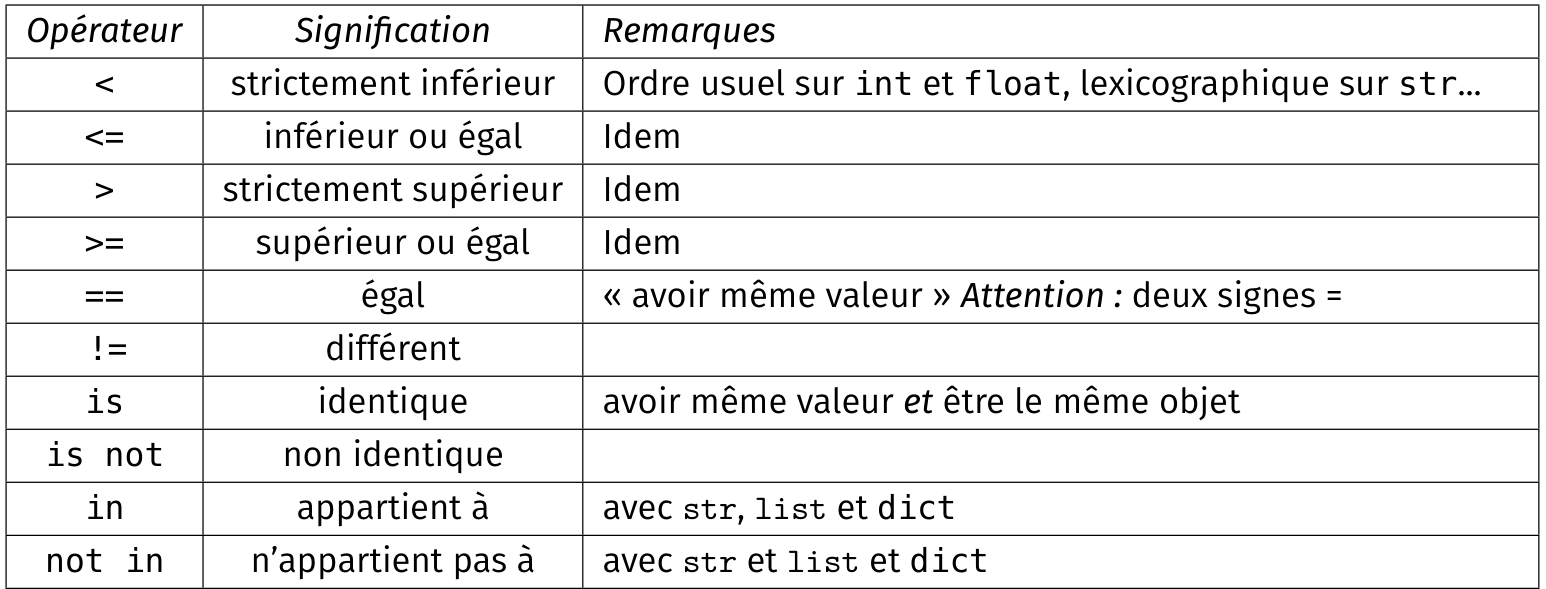 Opérateur Signification Remarques
< strictement inférieur Ordre usuel sur int et float, lexicographique sur str…
<= inférieur ou égal Idem
> strictement supérieur Idem
>= supérieur ou égal Idem
== égal « avoir même valeur » Attention : deux signes =
!= différent
is identique avoir même valeur et être le même objet
is not non identique
in appartient à avec str, list et dict
not in n’appartient pas à avec str et list et dict